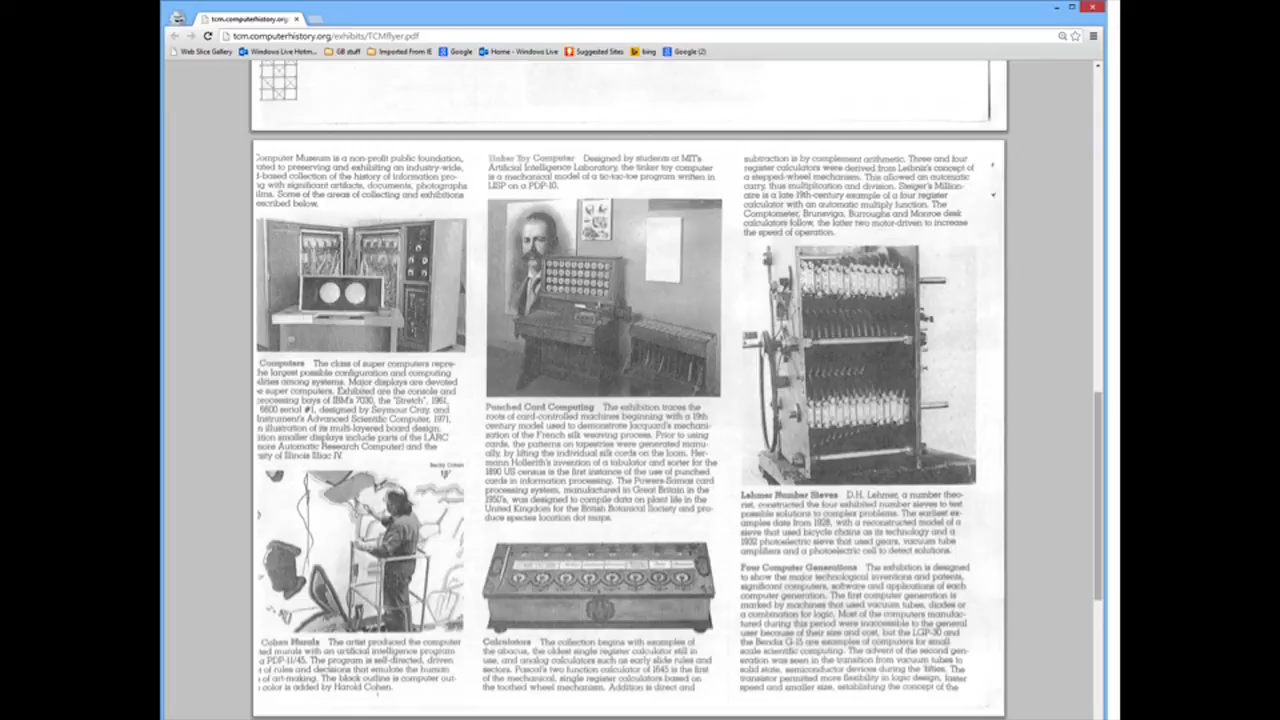 tcm.computerhistory.org/
tcm.computerhistory.org/exhibits/TCMflyer.pdf
Web Slice Gallery Windows Live Hotm... GB stuff Imported From IE Google Home - Windows Live Suggested Sites bing Google (2)
Computer Museum is a non-profit public foundation,
ated to preserving and exhibiting an industry-wide,
d-based collection of the history of information pro-
ng with significant artifacts, documents, photographs
ilms. Some of the areas of collecting and exhibitions
escribed below.
Computers The class of super computers repre-
he largest possible configuration and computing
ilities among systems. Major displays are devoted
e super computers. Exhibited are the console and
processing bays of IBM's 7030, the "Stretch", 1961,
6600 serial #1, designed by Seymour Cray, and
Instrument's Advanced Scientific Computer, 1971,
n illustration of its multi-layered board design.
tion smaller displays include parts of the LARC
more Automatic Research Computer) and the
sity of Illinois Illiac IV.
Becky Cohen
Cohen Murals The artist produced the computer
ted murals with an artificial intelligence program
a PDP-11/45. The program is self-directed, driven
of rules and decisions that emulate the human
of art-making. The black outline is computer out-
color is added by Harold Cohen.
Tinker Toy Computer Designed by students at MIT's
Artificial Intelligence Laboratory, the tinker toy computer
is a mechanical model of a tic-tac-toe program written in
LISP on a PDP-10.
Punched Card Computing The exhibition traces the
roots of card-controlled machines beginning with a 19th
century model used to demonstrate Jacquard's mechani-
sation of the French silk weaving process. Prior to using
cards, the patterns on tapestries were generated manu-
ally, by lifting the individual silk cords on the loom. Her-
mann Hollerith's invention of a tabulator and sorter for the
1890 US census is the first instance of the use of punched
cards in information processing. The Powers-Samas card
processing system, manufactured in Great Britain in the
1950's, was designed to compile data on plant life in the
United Kingdom for the British Botanical Society and pro-
duce species location dot maps.
Calculators The collection begins with examples of
the abacus, the oldest single register calculator still in
use, and analog calculators such as early slide rules and
sectors. Pascal's two function calculator of 1645 is the first
of the mechanical, single register calculators based on
the toothed wheel mechanism. Addition is direct and
subtraction is by complement arithmetic. Three and four
register calculators were derived from Leibniz's concept of
a stepped-wheel mechanism. This allowed an automatic
carry, thus multiplication and division. Steiger's Million-
aire is a late 19th-century example of a four register
calculator with an automatic multiply function. The
Comptometer, Brunsviga, Burroughs and Monroe desk
calculators follow, the latter two motor-driven to increase
the speed of operation.
Lehmer Number Sieves D.H. Lehmer, a number theo-
rist, constructed the four exhibited number sieves to test
possible solutions to complex problems. The earliest ex-
amples date from 1928, with a reconstructed model of a
sieve that used bicycle chains as its technology and a
1932 photoelectric sieve that used gears, vacuum tube
amplifiers and a photoelectric cell to detect solutions.
Four Computer Generations The exhibition is designed
to show the major technological inventions and patents,
significant computers, software and applications of each
computer generation. The first computer generation is
marked by machines that used vacuum tubes, diodes or
a combination for logic. Most of the computers manufac-
tured during this period were inaccessible to the general
user because of their size and cost, but the LGP-30 and
the Bendix G-15 are examples of computers for small
scale scientific computing. The advent of the second gen-
eration was seen in the transition from vacuum tubes to
solid state, semiconductor devices during the 'fifties. The
transistor permitted more flexibility in logic design, faster
speed and smaller size, establishing the concept of the